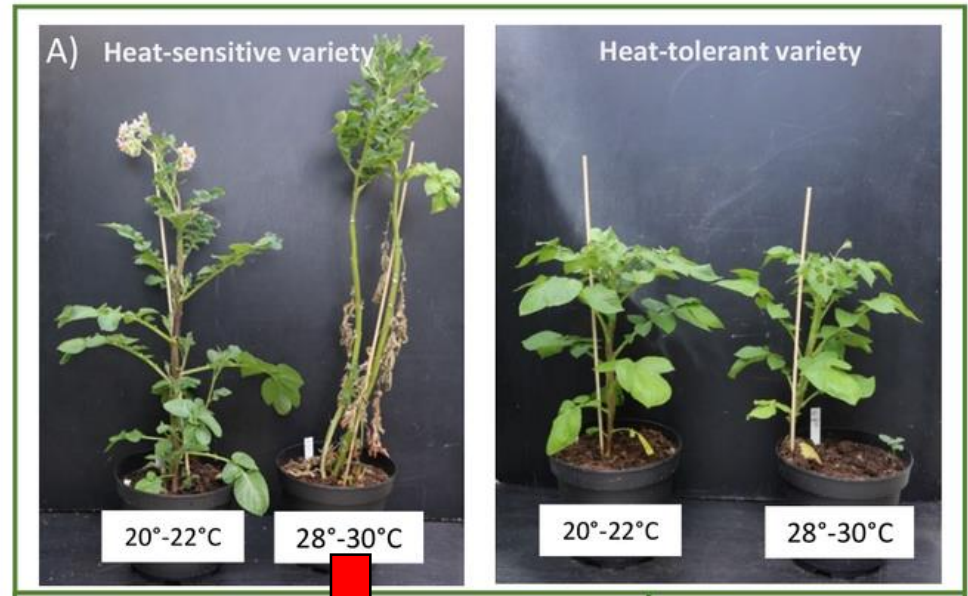 A) Heat-sensitive variety
Heat-tolerant variety
20°-22°C
28°-30°C
20°-22°C
28°-30°C